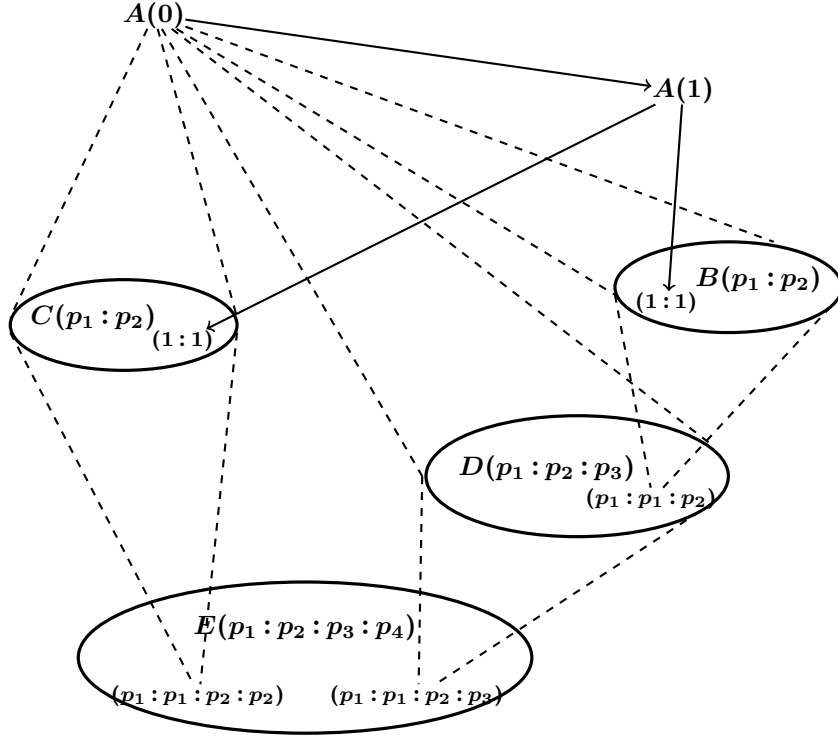 A(0)
A(1)
B(p₁ : p₂)
(1 : 1)
C(p₁ : p₂)
(1 : 1)
D(p₁ : p₂ : p₃)
(p₁ : p₁ : p₂)
E(p₁ : p₂ : p₃ : p₄)
(p₁ : p₁ : p₂ : p₂)
(p₁ : p₁ : p₂ : p₃)